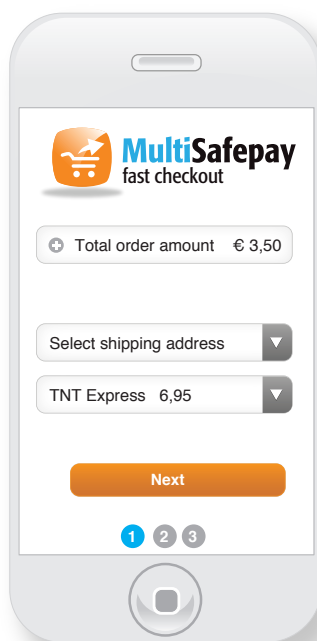 MultiSafepay
fast checkout
Total order amount € 3,50
Select shipping address
TNT Express 6,95
Next
1 2 3